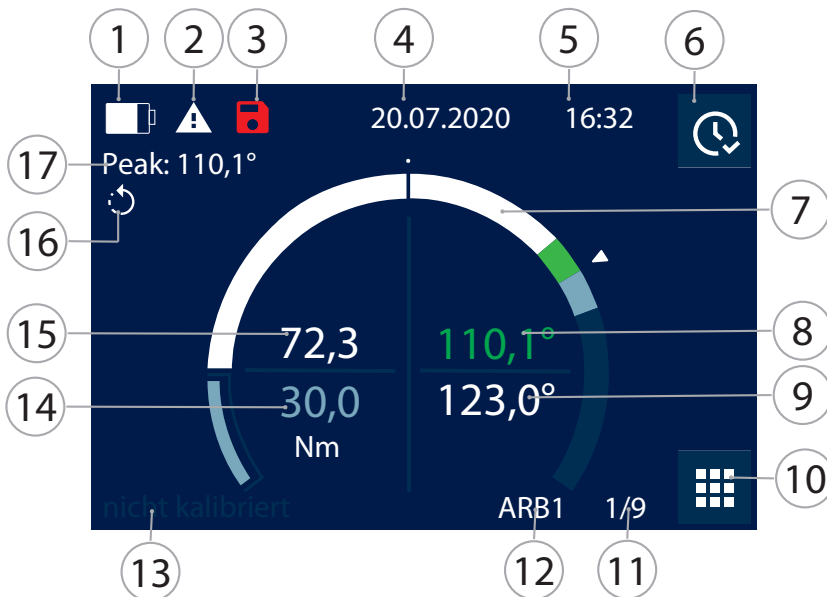 1 2 3 4 5 6
20.07.2020 16:32
17 Peak: 110,1°
16 7
15 72,3 110,1° 8
14 30,0 123,0° 9
Nm
10
nicht kalibriert ARB1 1/9
13 12 11